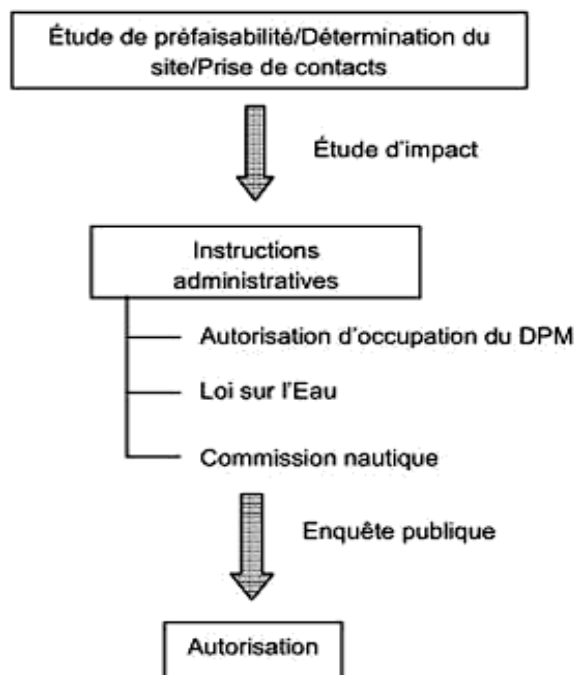 Étude de préfaisabilité/Détermination du
site/Prise de contacts
Étude d'impact
Instructions
administratives
Autorisation d'occupation du DPM
Loi sur l'Eau
Commission nautique
Enquête publique
Autorisation